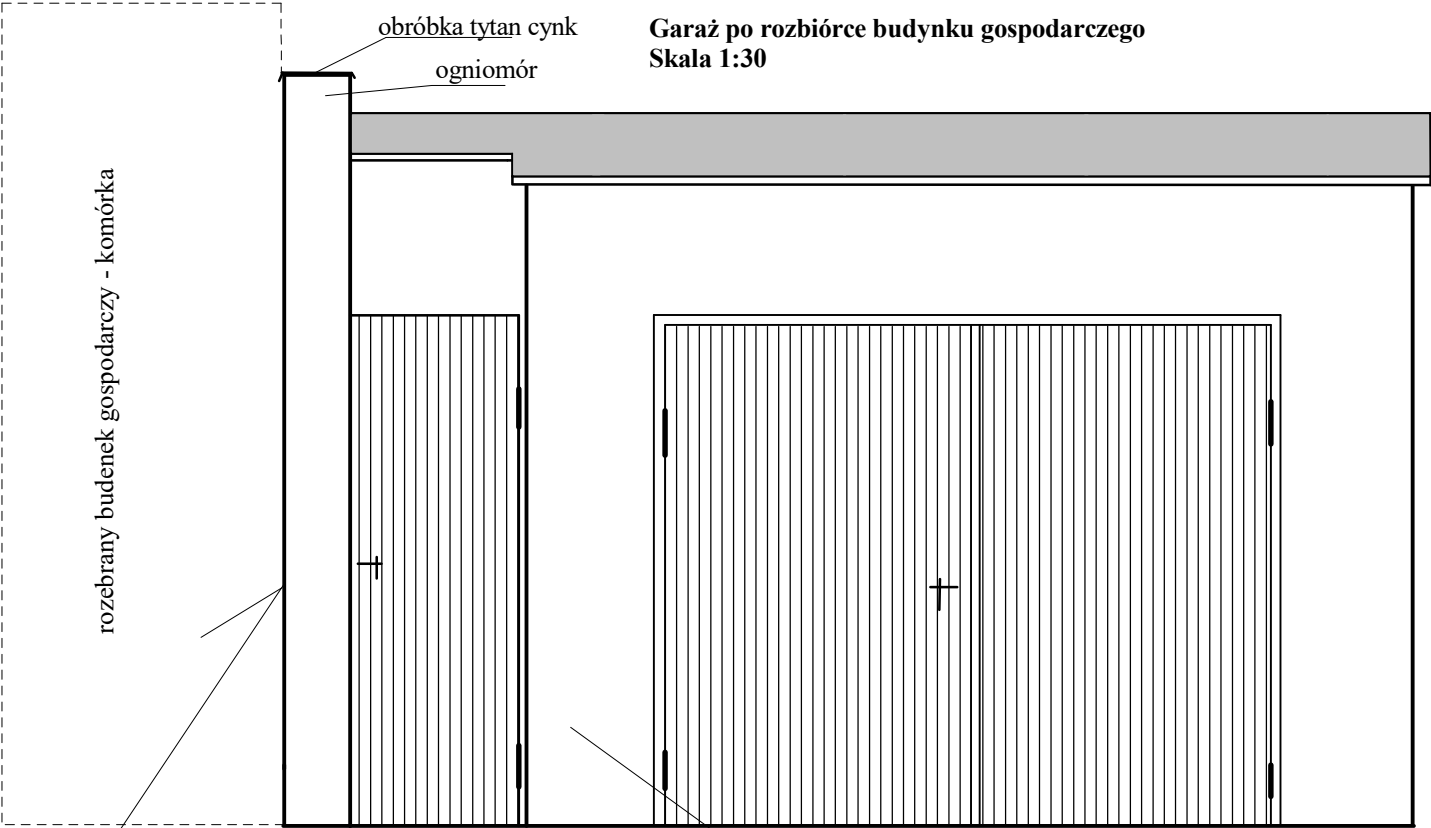 obróbka tytan cynk
Garaż po rozbiórce budynku gospodarczego
Skala 1:30
ogniomór
rozebrany budenek gospodarczy - komórka